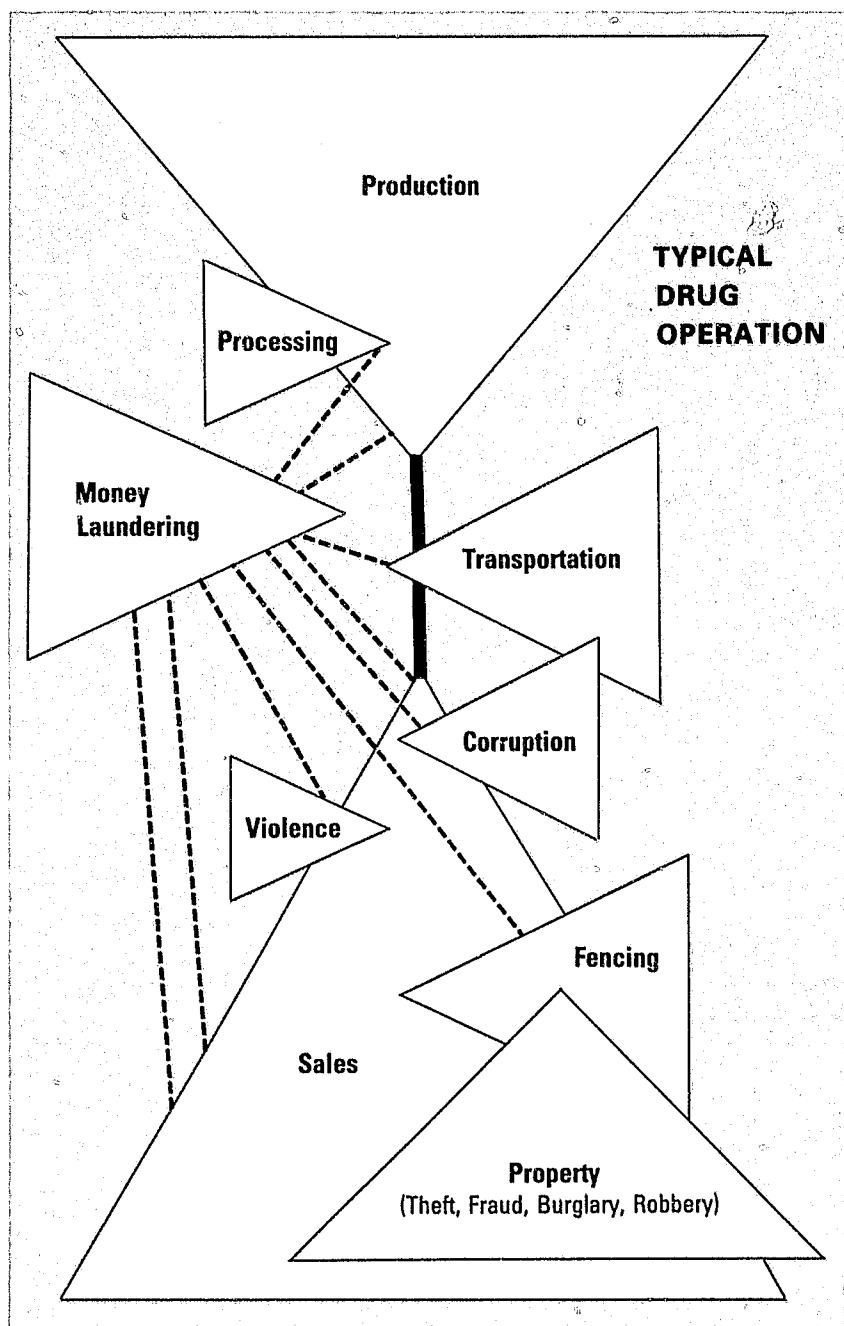 Production
TYPICAL
DRUG
OPERATION
Processing
Money
Laundering
Transportation
Corruption
Violence
Fencing
Sales
Property
(Theft, Fraud, Burglary, Robbery)